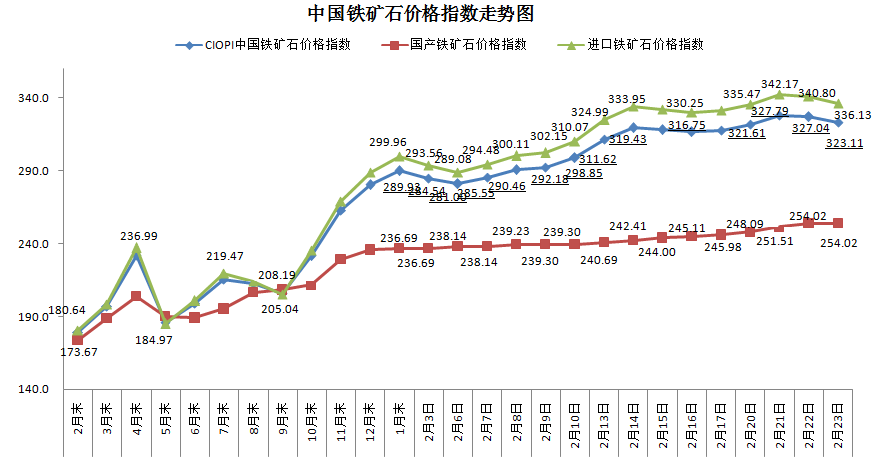 中国铁矿石价格指数走势图
CIOPI中国铁矿石价格指数 国产铁矿石价格指数 进口铁矿石价格指数
340.0
290.0
240.0
190.0
140.0
180.64 236.99 184.97 219.47 205.04 299.96 293.56 289.08 294.48 300.11 302.15 310.07 324.99 333.95 330.25 335.47 342.17 340.80 336.13
289.93 284.54 281.06 285.55 290.46 292.18 298.85 311.62 319.43 316.75 321.61 327.79 327.04 323.11
173.67 208.19 236.69 236.69 238.14 238.14 239.23 239.30 239.30 240.69 242.41 244.00 245.11 245.98 248.09 251.51 254.02 254.02
2月末 3月末 4月末 5月末 6月末 7月末 8月末 9月末 10月末 11月末 12月末 1月末 2月3日 2月6日 2月7日 2月8日 2月9日 2月10日 2月13日 2月14日 2月15日 2月16日 2月17日 2月20日 2月21日 2月22日 2月23日